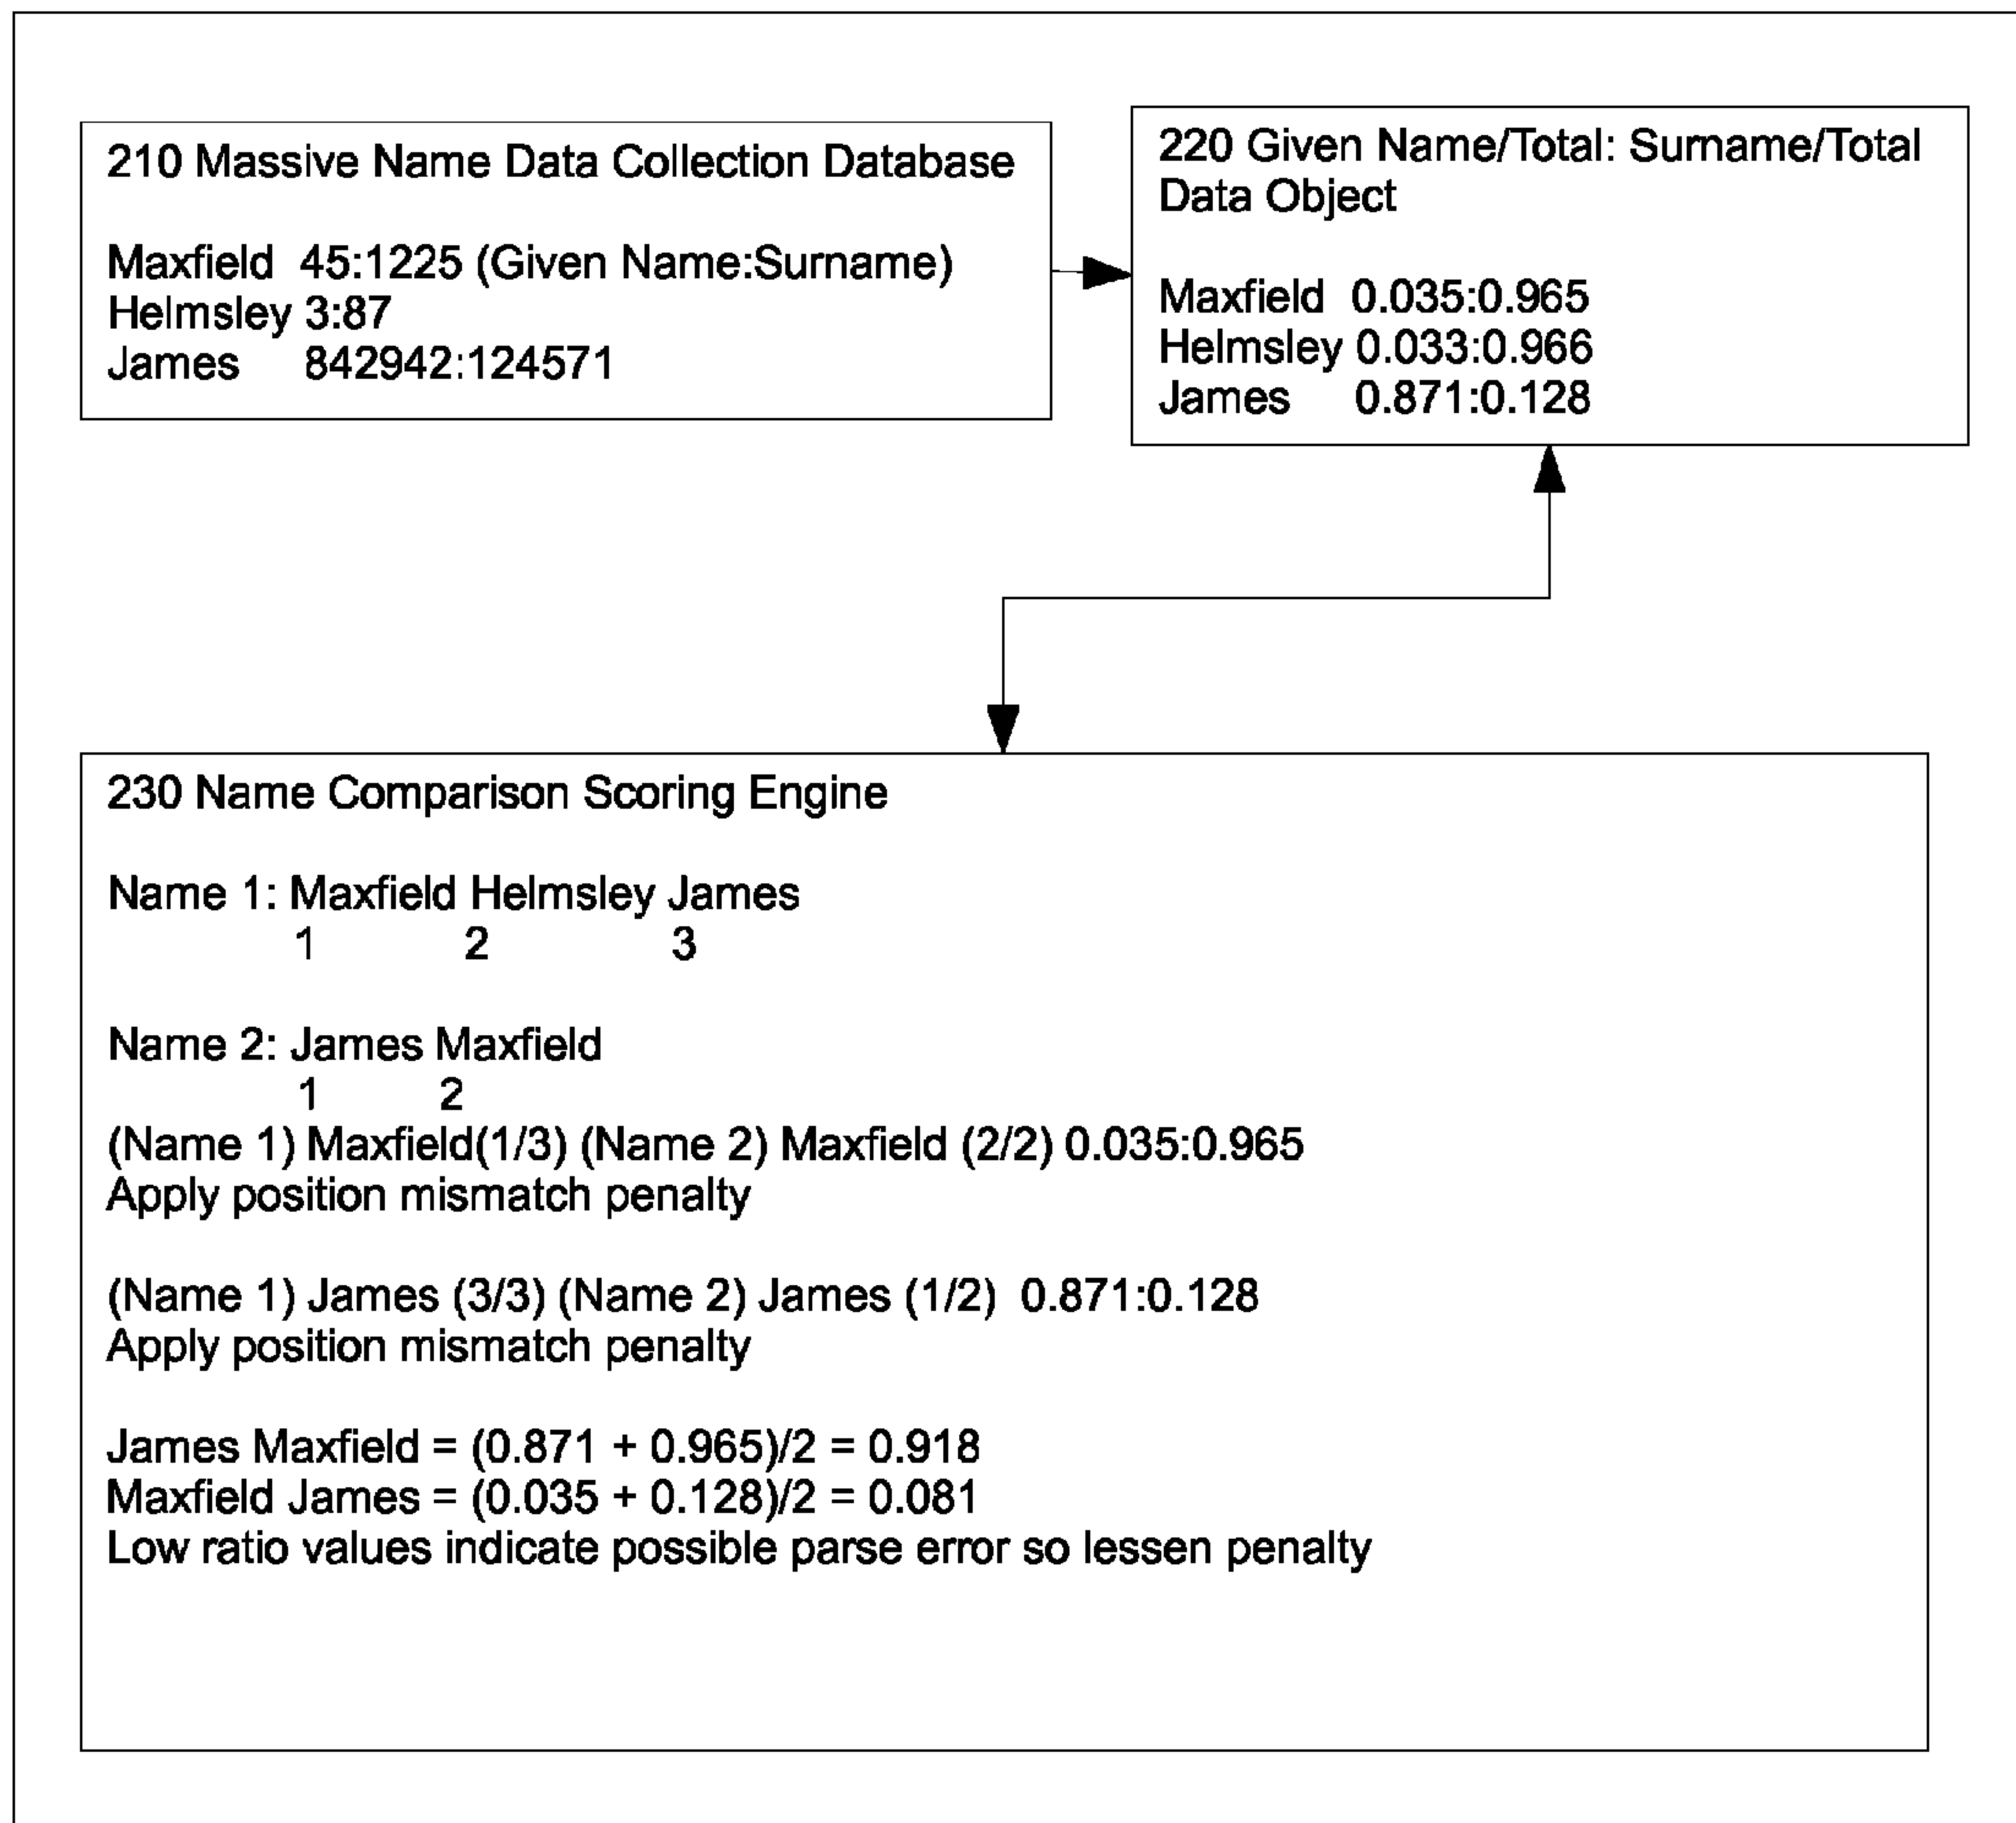 210 Massive Name Data Collection Database
Maxfield 45:1225 (Given Name:Surname)
Helmsley 3:87
James 842942:124571
220 Given Name/Total: Surname/Total
Data Object
Maxfield 0.035:0.965
Helmsley 0.033:0.966
James 0.871:0.128
230 Name Comparison Scoring Engine
Name 1: Maxfield Helmsley James
1 2 3
Name 2: James Maxfield
1 2
(Name 1) Maxfield(1/3) (Name 2) Maxfield (2/2) 0.035:0.965
Apply position mismatch penalty
(Name 1) James (3/3) (Name 2) James (1/2) 0.871:0.128
Apply position mismatch penalty
James Maxfield = (0.871 + 0.965)/2 = 0.918
Maxfield James = (0.035 + 0.128)/2 = 0.081
Low ratio values indicate possible parse error so lessen penalty